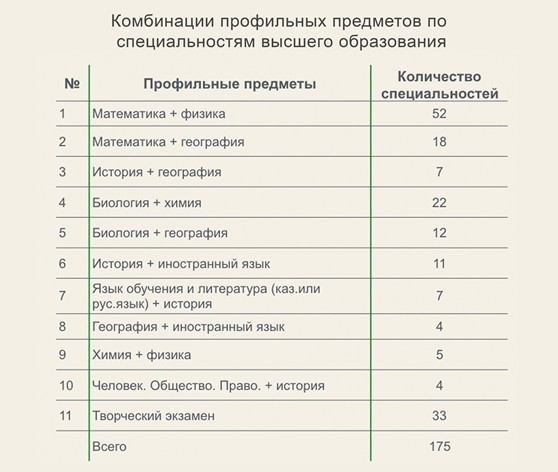 Комбинации профильных предметов по
специальностям высшего образования
№ Профильные предметы Количество
специальностей
1 Математика + физика 52
2 Математика + география 18
3 История + география 7
4 Биология + химия 22
5 Биология + география 12
6 История + иностранный язык 11
7 Язык обучения и литература (каз.или
рус.язык) + история 7
8 География + иностранный язык 4
9 Химия + физика 5
10 Человек. Общество. Право. + история 4
11 Творческий экзамен 33
Всего 175